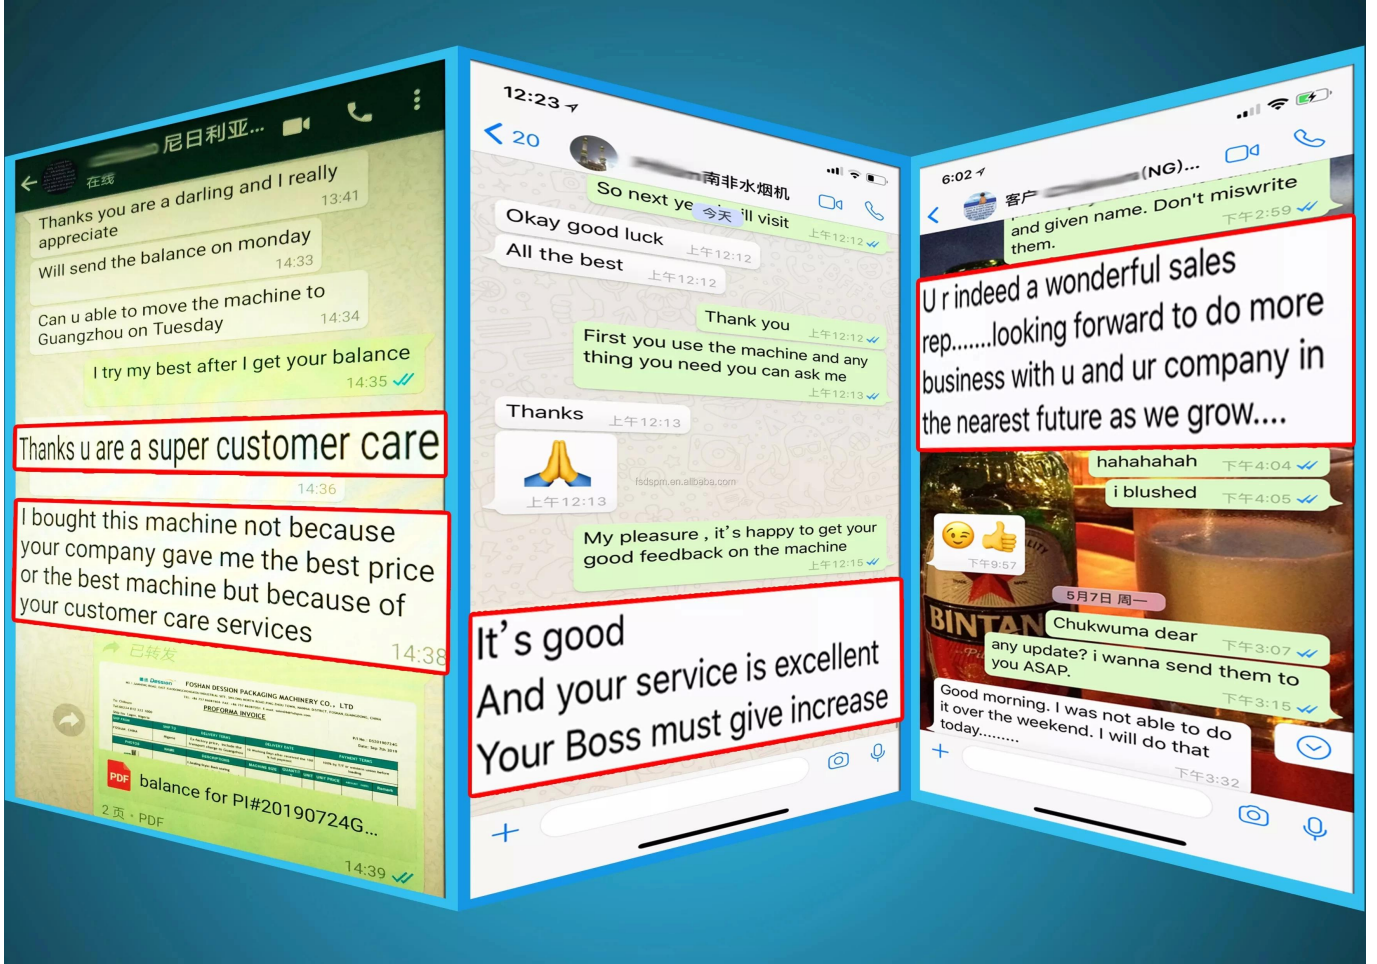 尼日利亚...
在线
Thanks you are a darling and I really
appreciate
13:41
Will send the balance on monday
14:33
Can u able to move the machine to
Guangzhou on Tuesday
14:34
I try my best after I get your balance
14:35
Thanks u are a super customer care
14:36
I bought this machine not because
your company gave me the best price
or the best machine but because of
your customer care services
14:38
已转发
Dession
FOSHAN DESSION PACKAGING MACHINERY CO., LTD
PROFORMA INVOICE
PDF
balance for PI#20190724G...
2 页 · PDF
14:39
12:23
20
南非水烟机
So next ye ill visit
今天
上午12:12
Okay good luck
上午12:12
All the best
上午12:12
Thank you
上午12:12
First you use the machine and any
thing you need you can ask me
上午12:13
Thanks
上午12:13
上午12:13
fsdspm.en.alibaba.com
My pleasure , it's happy to get your
good feedback on the machine
上午12:15
It's good
And your service is excellent
Your Boss must give increase
6:02
客户 (NG)...
and given name. Don't miswrite
them.
下午2:59
U r indeed a wonderful sales
rep.......looking forward to do more
business with u and ur company in
the nearest future as we grow....
hahahahah
下午4:04
i blushed
下午4:05
下午9:57
BINTAN
5月7日 周一
Chukwuma dear
下午3:07
any update? i wanna send them to
you ASAP.
下午3:15
Good morning. I was not able to do
it over the weekend. I will do that
today.........
下午3:32